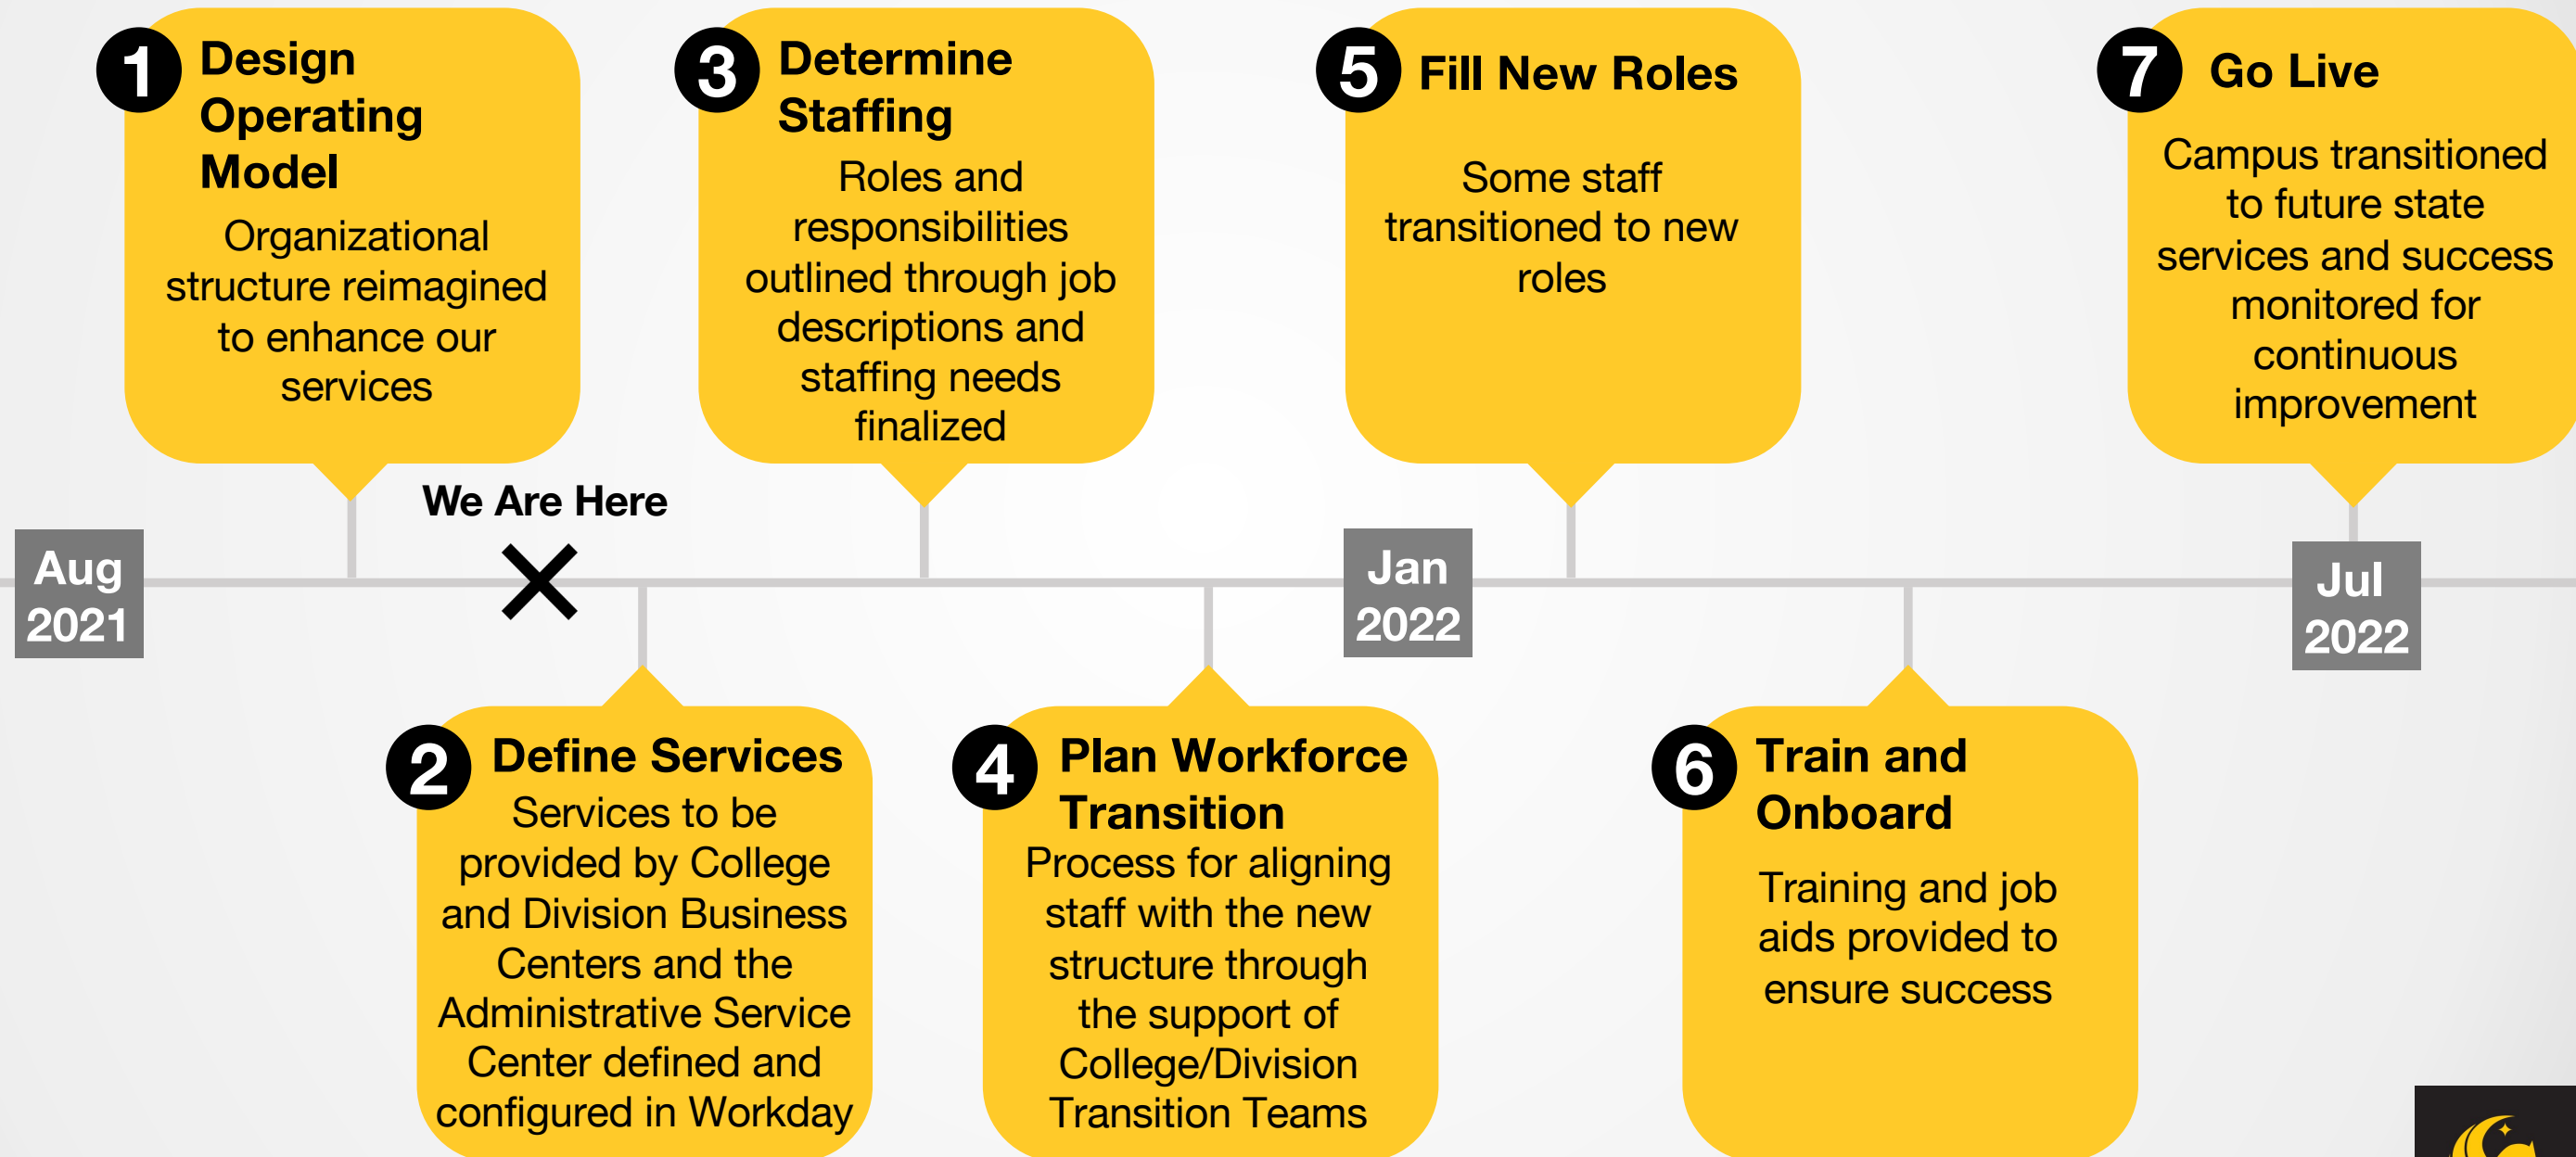 1
Design
Operating
Model
Organizational
structure reimagined
to enhance our
services
3
Determine
Staffing
Roles and
responsibilities
outlined through job
descriptions and
staffing needs
finalized
5
Fill New Roles
Some staff
transitioned to new
roles
7
Go Live
Campus transitioned
to future state
services and success
monitored for
continuous
improvement
We Are Here
Aug
2021
Jan
2022
Jul
2022
2
Define Services
Services to be
provided by College
and Division Business
Centers and the
Administrative Service
Center defined and
configured in Workday
4
Plan Workforce
Transition
Process for aligning
staff with the new
structure through
the support of
College/Division
Transition Teams
6
Train and
Onboard
Training and job
aids provided to
ensure success